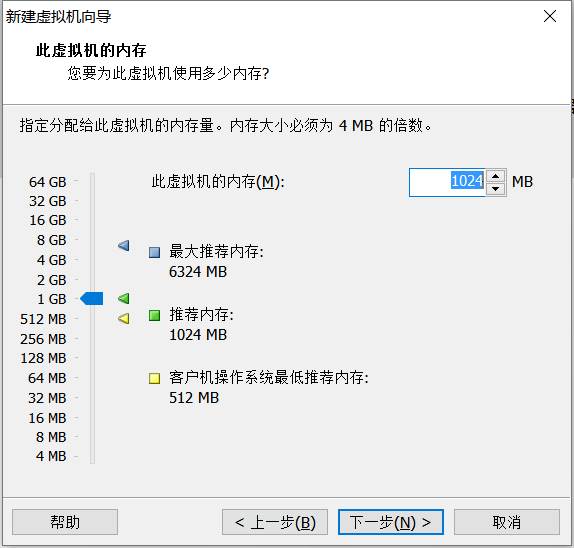 新建虚拟机向导
此虚拟机的内存
您要为此虚拟机使用多少内存?
指定分配给此虚拟机的内存量。内存大小必须为 4 MB 的倍数。
64 GB
32 GB
16 GB
8 GB
4 GB
2 GB
1 GB
512 MB
256 MB
128 MB
64 MB
32 MB
16 MB
8 MB
4 MB
此虚拟机的内存(M):
1024
MB
最大推荐内存:
6324 MB
推荐内存:
1024 MB
客户机操作系统最低推荐内存:
512 MB
帮助
< 上一步(B)
下一步(N) >
取消